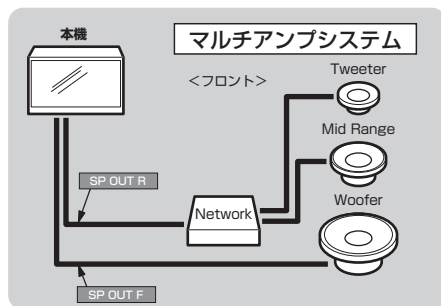 本機
マルチアンプシステム
<フロント>
Tweeter
Mid Range
SP OUT R
Network
Woofer
SP OUT F